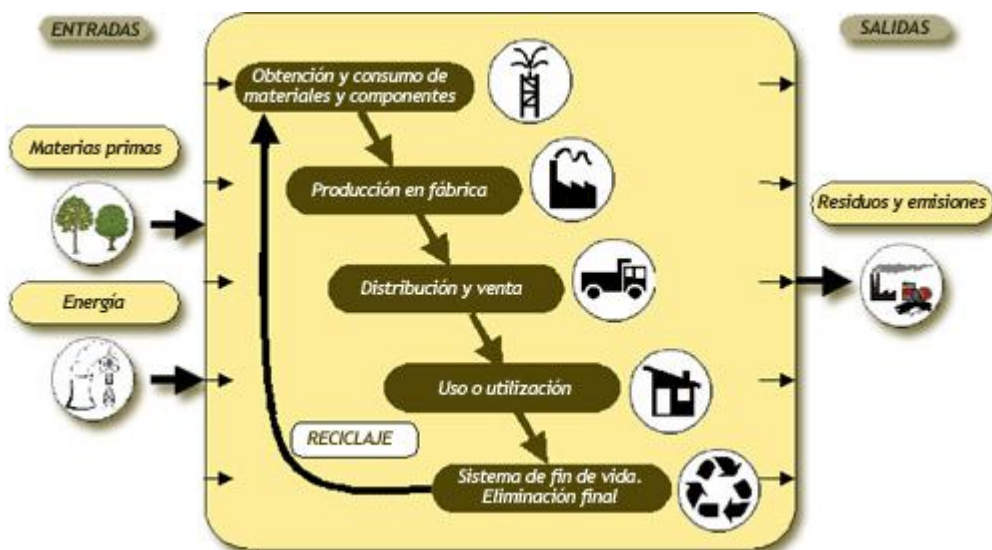 ENTRADAS
SALIDAS
Obtención y consumo de
materiales y componentes
Materias primas
Producción en fábrica
Residuos y emisiones
Distribución y venta
Energía
Uso o utilización
RECICLAJE
Sistema de fin de vida.
Eliminación final